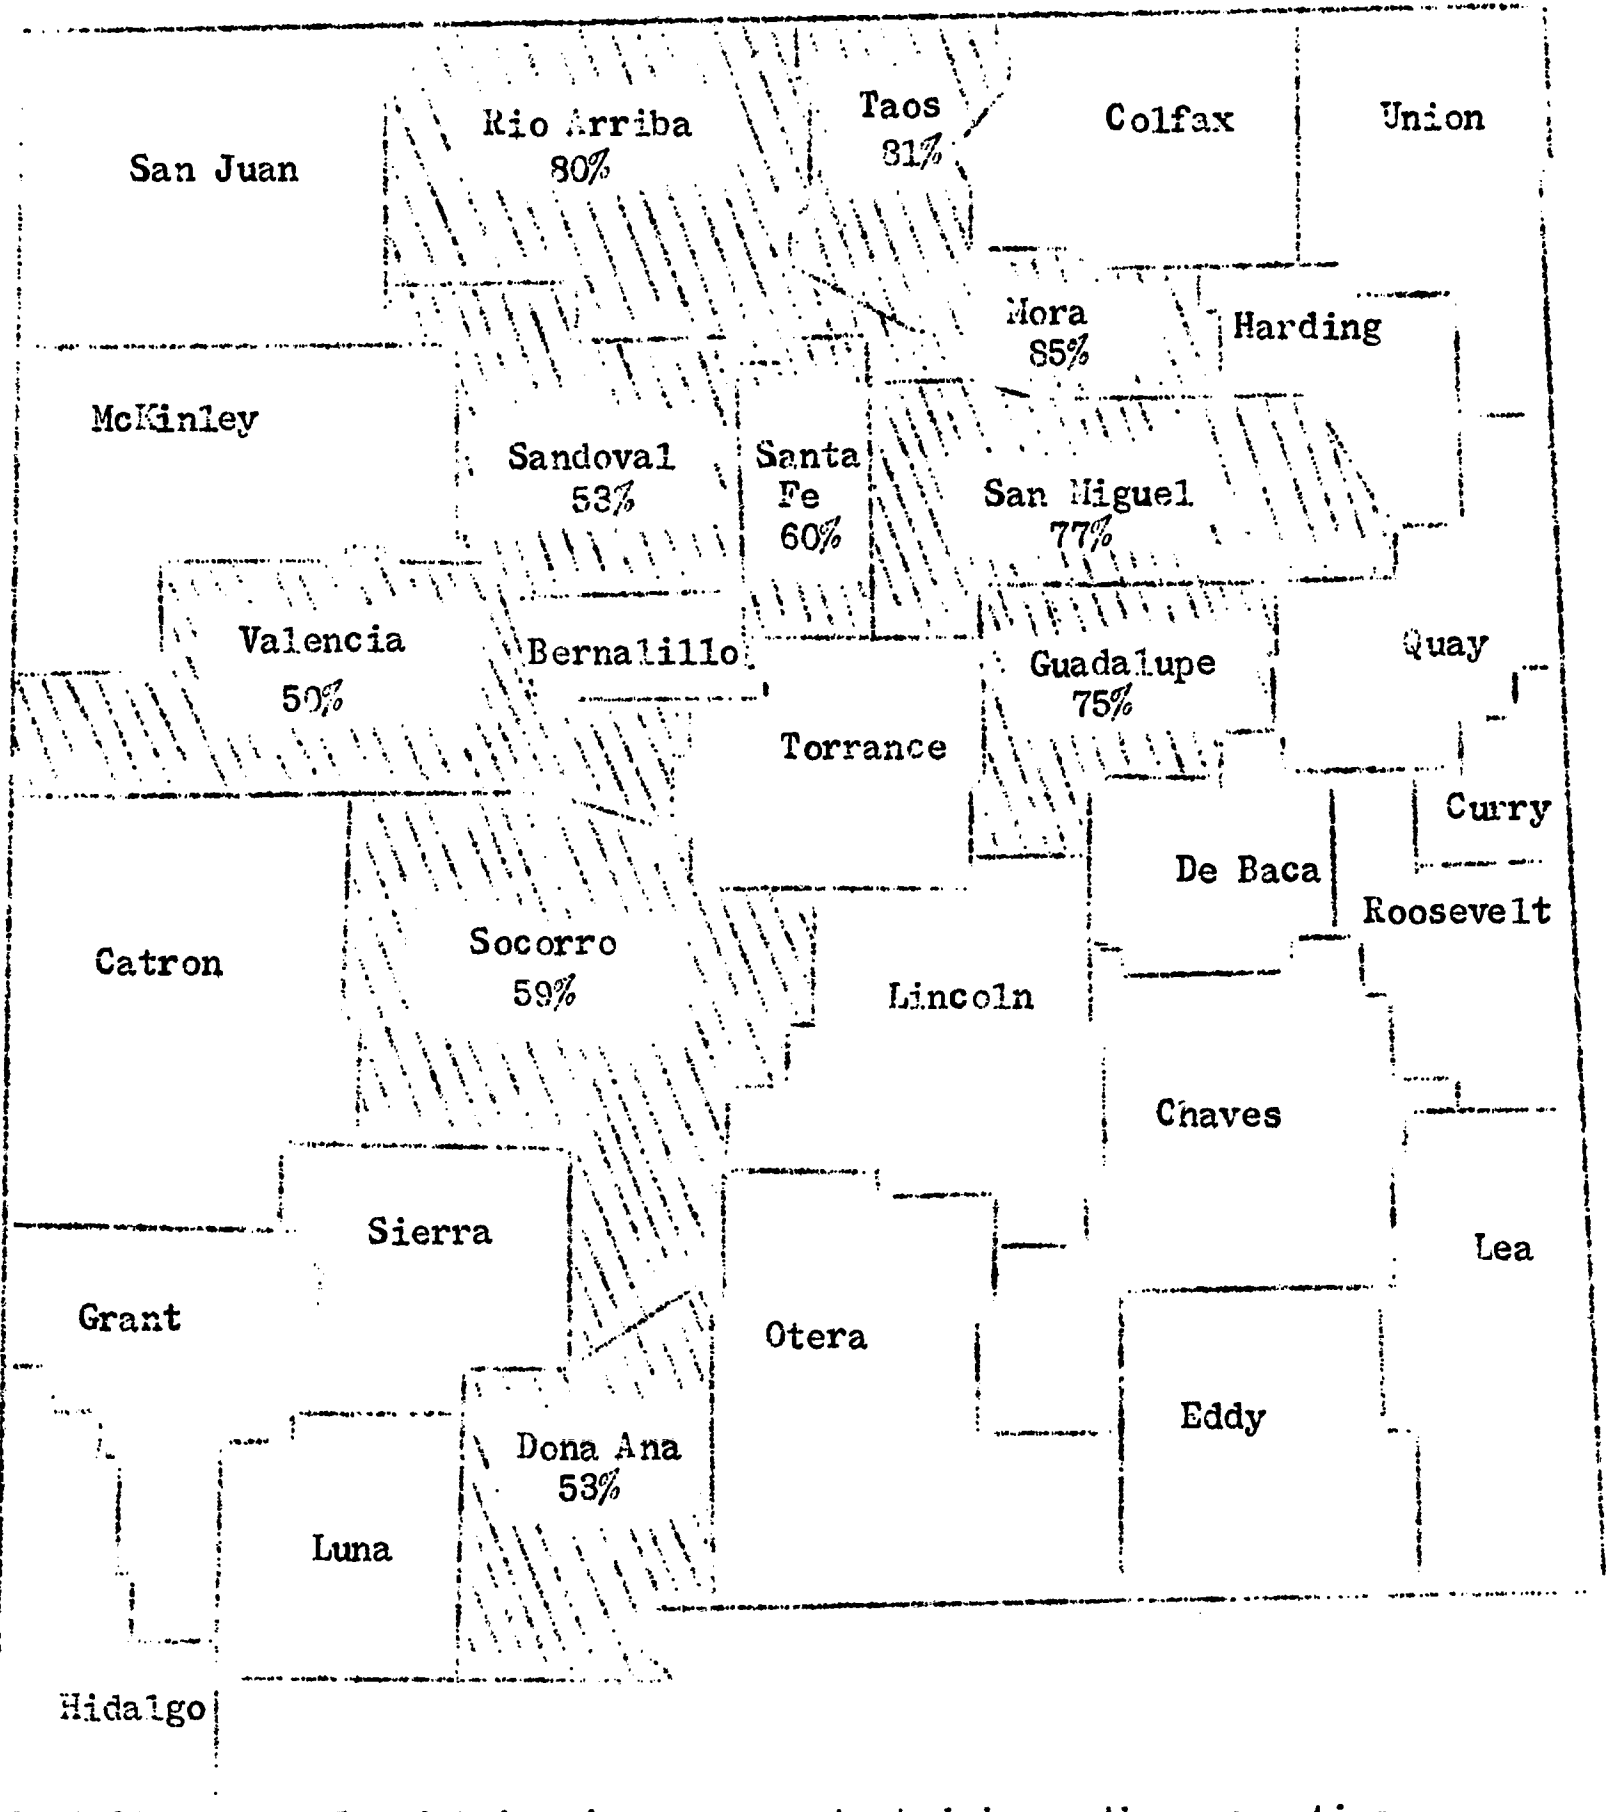 Rio Arriba
80%
Taos
81%
Colfax
Union
San Juan
Mora
85%
Harding
McKinley
Sandoval
53%
Santa
Fe
60%
San Miguel
77%
Valencia
50%
Bernalillo
Guadalupe
75%
Quay
Torrance
Curry
De Baca
Roosevelt
Catron
Socorro
59%
Lincoln
Chaves
Sierra
Lea
Grant
Otera
Eddy
Dona Ana
53%
Luna
Hidalgo